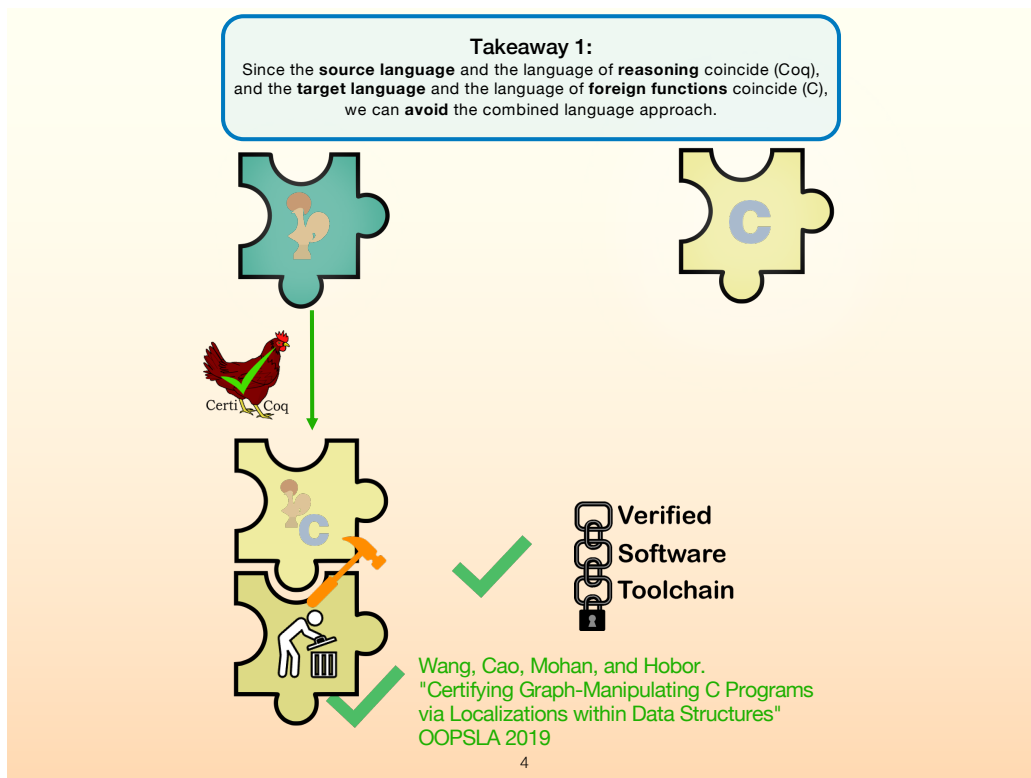 Takeaway 1:
Since the source language and the language of reasoning coincide (Coq),
and the target language and the language of foreign functions coincide (C),
we can avoid the combined language approach.
C
Certi Coq
C
Verified
Software
Toolchain
Wang, Cao, Mohan, and Hobor.
"Certifying Graph-Manipulating C Programs
via Localizations within Data Structures"
OOPSLA 2019
4